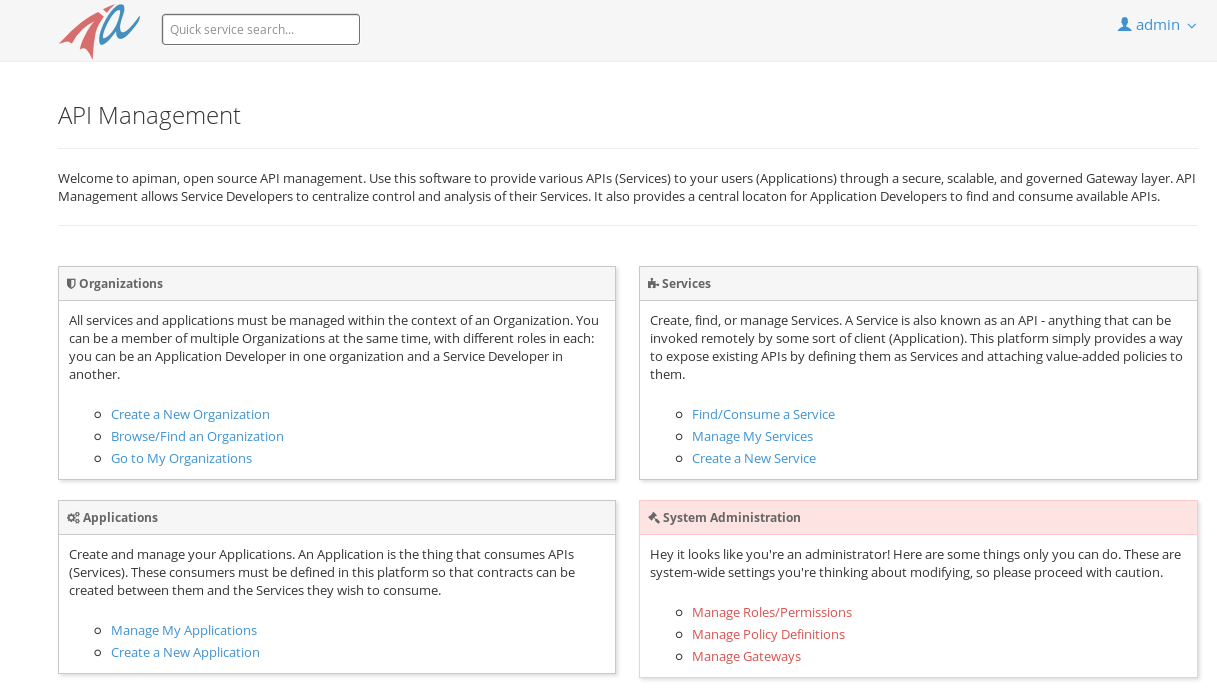 Quick service search...
admin
API Management
Welcome to apiman, open source API management. Use this software to provide various APIs (Services) to your users (Applications) through a secure, scalable, and governed Gateway layer. API
Management allows Service Developers to centralize control and analysis of their Services. It also provides a central locaton for Application Developers to find and consume available APIs.
Organizations
All services and applications must be managed within the context of an Organization. You
can be a member of multiple Organizations at the same time, with different roles in each:
you can be an Application Developer in one organization and a Service Developer in
another.
Create a New Organization
Browse/Find an Organization
Go to My Organizations
Services
Create, find, or manage Services. A Service is also known as an API - anything that can be
invoked remotely by some sort of client (Application). This platform simply provides a way
to expose existing APIs by defining them as Services and attaching value-added policies to
them.
Find/Consume a Service
Manage My Services
Create a New Service
Applications
Create and manage your Applications. An Application is the thing that consumes APIs
(Services). These consumers must be defined in this platform so that contracts can be
created between them and the Services they wish to consume.
Manage My Applications
Create a New Application
System Administration
Hey it looks like you're an administrator! Here are some things only you can do. These are
system-wide settings you're thinking about modifying, so please proceed with caution.
Manage Roles/Permissions
Manage Policy Definitions
Manage Gateways